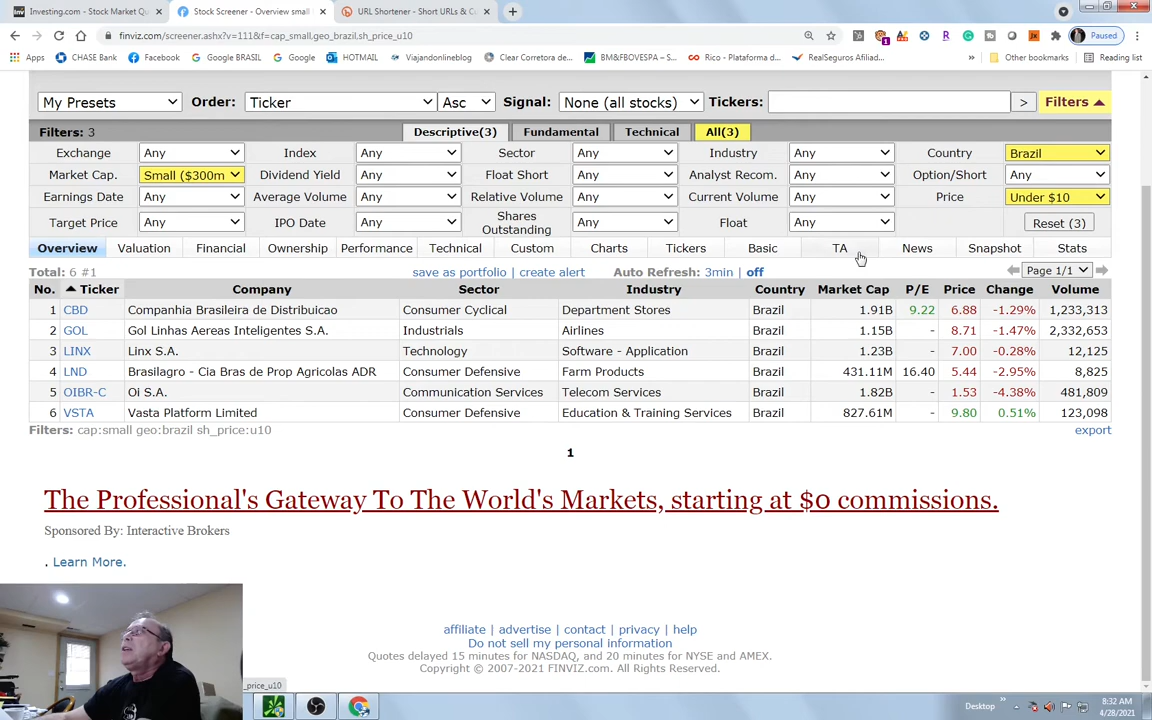 Investing.com - Stock Market Qu
Stock Screener - Overview small
URL Shortener - Short URLs & C
finviz.com/screener.ashx?v=111&f=cap_small,geo_brazil,sh_price_u10
Paused
Apps
CHASE Bank
Facebook
Google BRASIL
Google
HOTMAIL
Viajandonlineblog
Clear Corretora de...
BM&FBOVESPA – S...
Rico - Plataforma d...
RealSeguros Afiliad...
Other bookmarks
Reading list
My Presets Order: Ticker Asc Signal: None (all stocks) Tickers: > Filters
Filters: 3 Descriptive(3) Fundamental Technical All(3)
Exchange Any Index Any Sector Any Industry Any Country Brazil
Market Cap. Small ($300m Dividend Yield Any Float Short Any Analyst Recom. Any Option/Short Any
Earnings Date Any Average Volume Any Relative Volume Any Current Volume Any Price Under $10
Target Price Any IPO Date Any Shares Outstanding Any Float Any Reset (3)
Overview Valuation Financial Ownership Performance Technical Custom Charts Tickers Basic TA News Snapshot Stats
Total: 6 #1 save as portfolio | create alert Auto Refresh: 3min | off Page 1/1
No. Ticker Company Sector Industry Country Market Cap P/E Price Change Volume
1 CBD Companhia Brasileira de Distribuicao Consumer Cyclical Department Stores Brazil 1.91B 9.22 6.88 -1.29% 1,233,313
2 GOL Gol Linhas Aereas Inteligentes S.A. Industrials Airlines Brazil 1.15B - 8.71 -1.47% 2,332,653
3 LINX Linx S.A. Technology Software - Application Brazil 1.23B - 7.00 -0.28% 12,125
4 LND Brasilagro - Cia Bras de Prop Agricolas ADR Consumer Defensive Farm Products Brazil 431.11M 16.40 5.44 -2.95% 8,825
5 OIBR-C Oi S.A. Communication Services Telecom Services Brazil 1.82B - 1.53 -4.38% 481,809
6 VSTA Vasta Platform Limited Consumer Defensive Education & Training Services Brazil 827.61M - 9.80 0.51% 123,098
Filters: cap:small geo:brazil sh_price:u10 export
1
The Professional's Gateway To The World's Markets, starting at $0 commissions.
Sponsored By: Interactive Brokers
. Learn More.
affiliate | advertise | contact | privacy | help
Do not sell my personal information
Quotes delayed 15 minutes for NASDAQ, and 20 minutes for NYSE and AMEX.
Copyright © 2007-2021 FINVIZ.com. All Rights Reserved.
_price_u10
Desktop
8:32 AM
4/28/2021